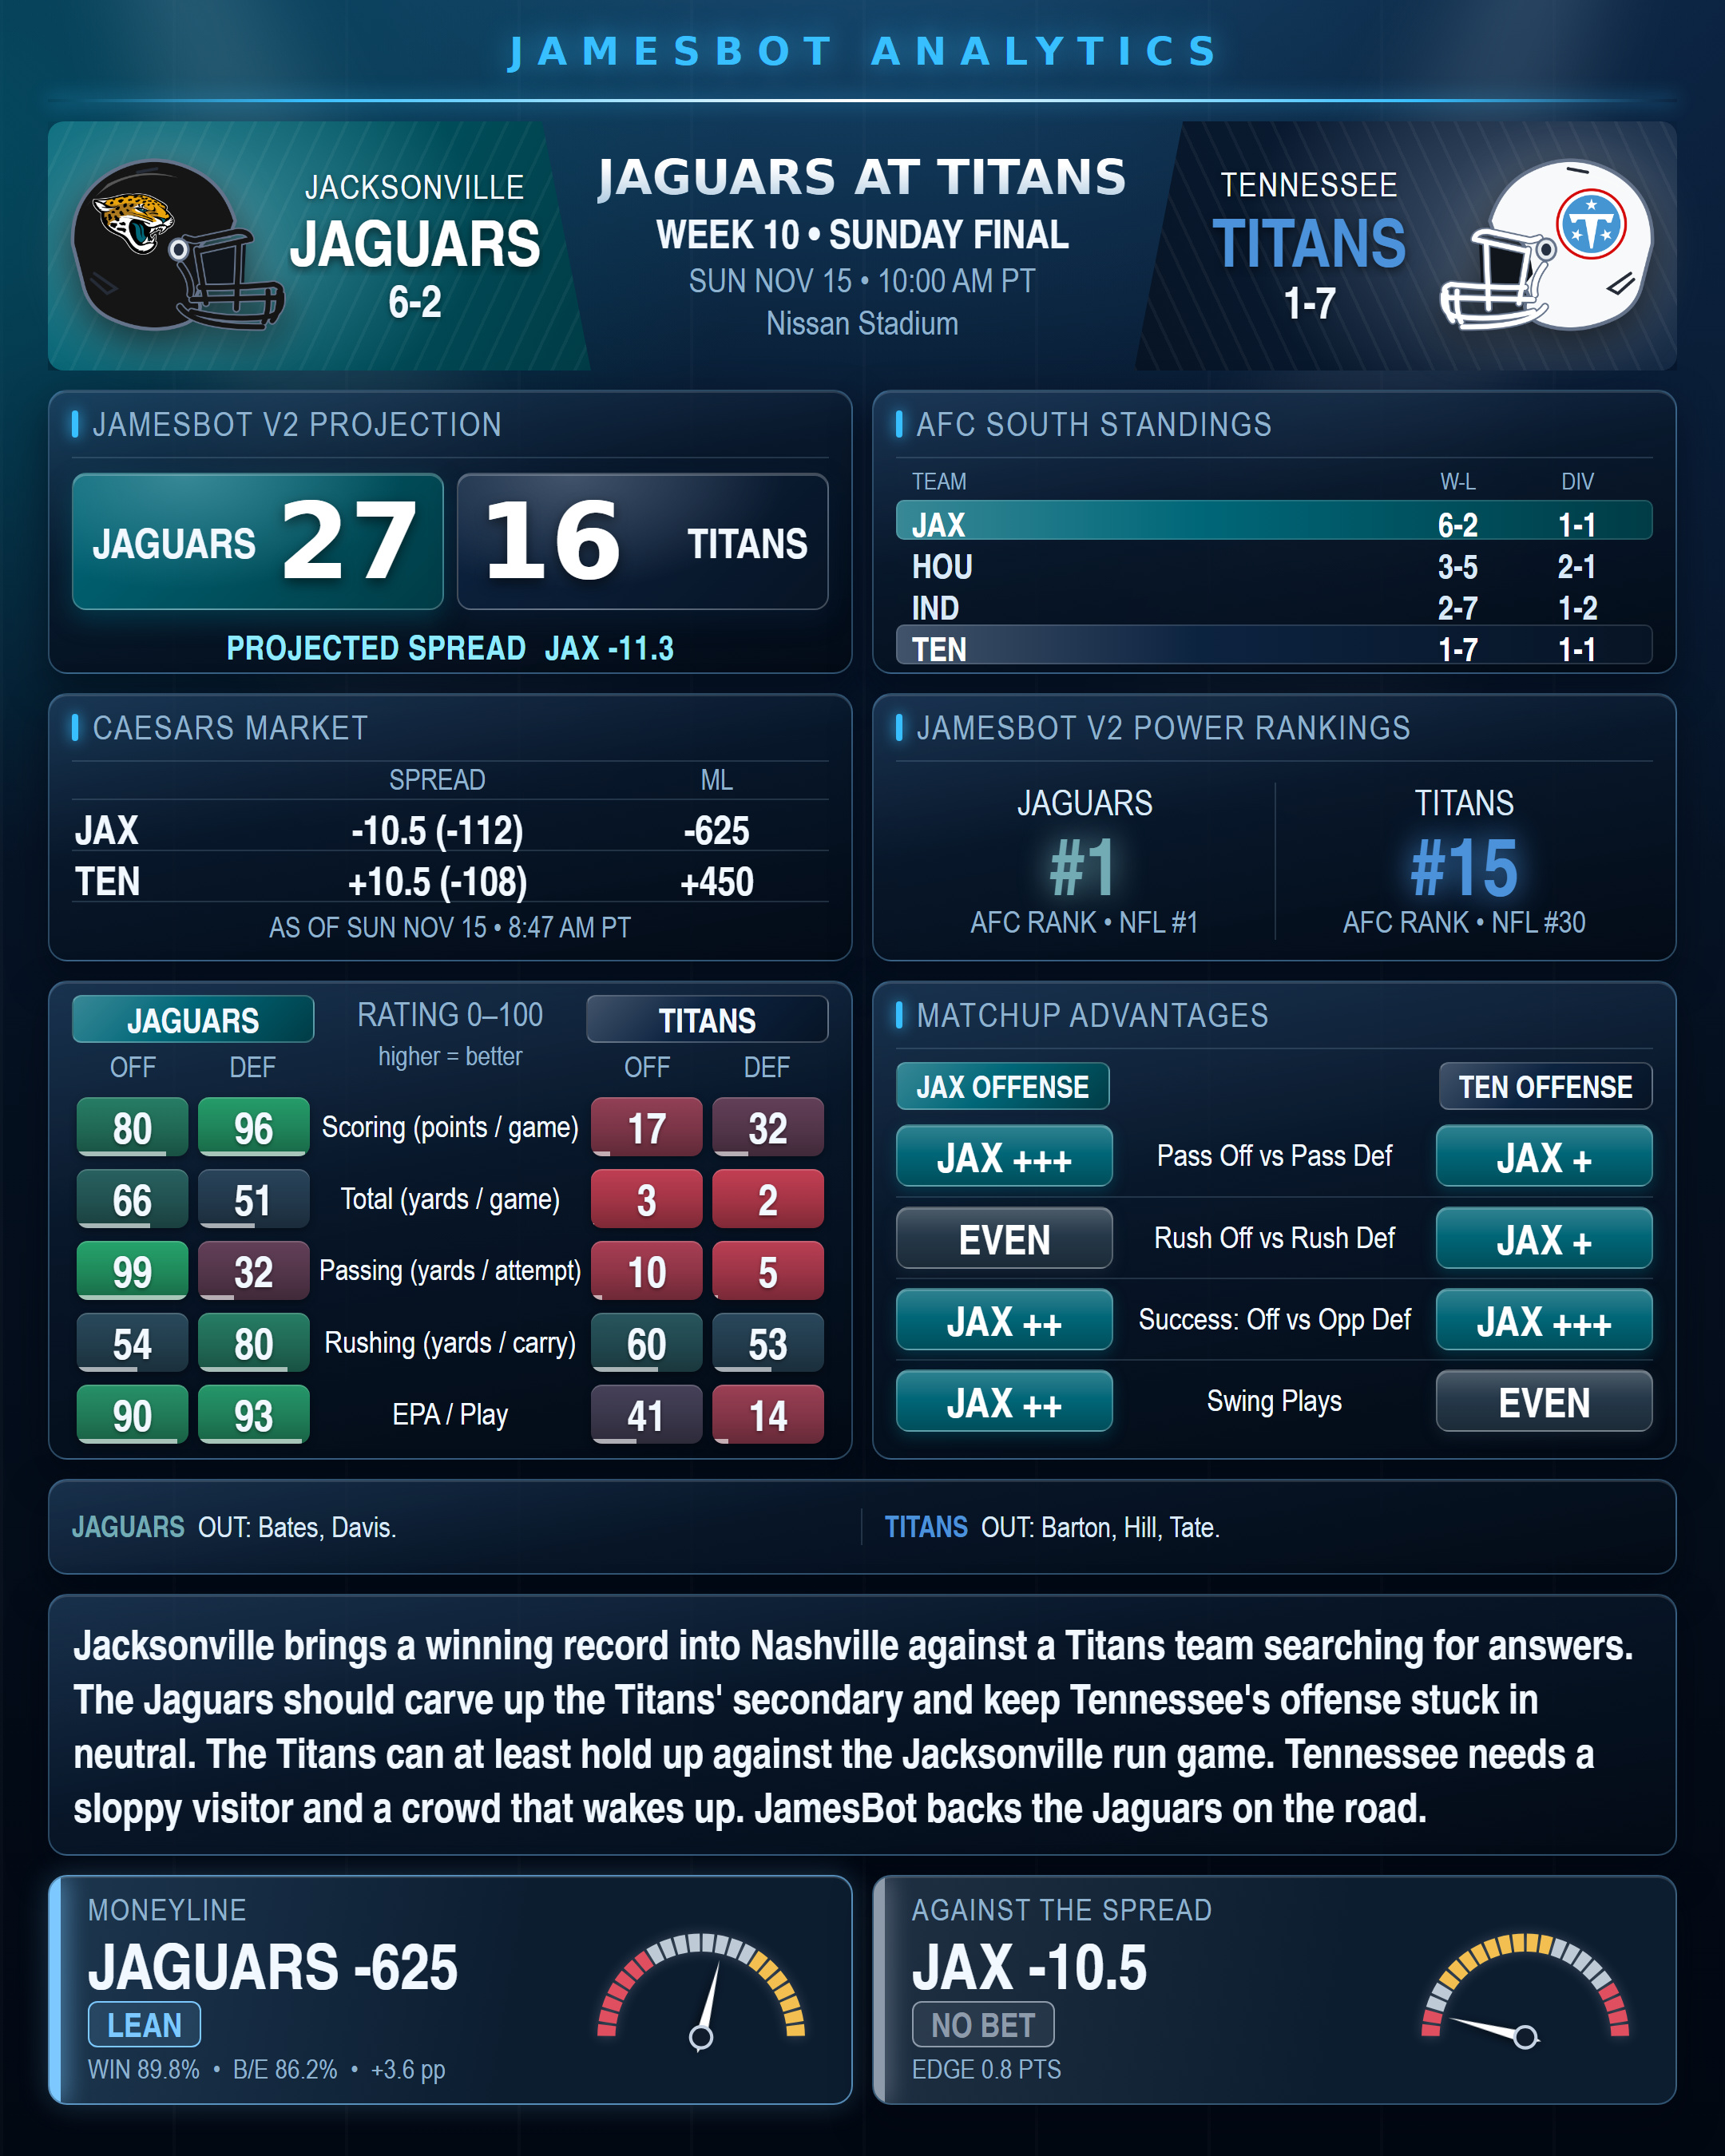 JAMESBOT ANALYTICS
JACKSONVILLE
JAGUARS
6-2
JAGUARS AT TITANS
WEEK 10 • SUNDAY FINAL
SUN NOV 15 • 10:00 AM PT
Nissan Stadium
TENNESSEE
TITANS
1-7
JAMESBOT V2 PROJECTION
JAGUARS 27
16 TITANS
PROJECTED SPREAD JAX -11.3
AFC SOUTH STANDINGS
TEAM W-L DIV
JAX 6-2 1-1
HOU 3-5 2-1
IND 2-7 1-2
TEN 1-7 1-1
CAESARS MARKET
SPREAD ML
JAX -10.5 (-112) -625
TEN +10.5 (-108) +450
AS OF SUN NOV 15 • 8:47 AM PT
JAMESBOT V2 POWER RANKINGS
JAGUARS
#1
AFC RANK • NFL #1
TITANS
#15
AFC RANK • NFL #30
JAGUARS RATING 0–100 TITANS
OFF DEF higher = better OFF DEF
80 96 Scoring (points / game) 17 32
66 51 Total (yards / game) 3 2
99 32 Passing (yards / attempt) 10 5
54 80 Rushing (yards / carry) 60 53
90 93 EPA / Play 41 14
MATCHUP ADVANTAGES
JAX OFFENSE TEN OFFENSE
JAX +++ Pass Off vs Pass Def JAX +
EVEN Rush Off vs Rush Def JAX +
JAX ++ Success: Off vs Opp Def JAX +++
JAX ++ Swing Plays EVEN
JAGUARS OUT: Bates, Davis.
TITANS OUT: Barton, Hill, Tate.
Jacksonville brings a winning record into Nashville against a Titans team searching for answers.
The Jaguars should carve up the Titans' secondary and keep Tennessee's offense stuck in
neutral. The Titans can at least hold up against the Jacksonville run game. Tennessee needs a
sloppy visitor and a crowd that wakes up. JamesBot backs the Jaguars on the road.
MONEYLINE
JAGUARS -625
LEAN
WIN 89.8% • B/E 86.2% • +3.6 pp
AGAINST THE SPREAD
JAX -10.5
NO BET
EDGE 0.8 PTS